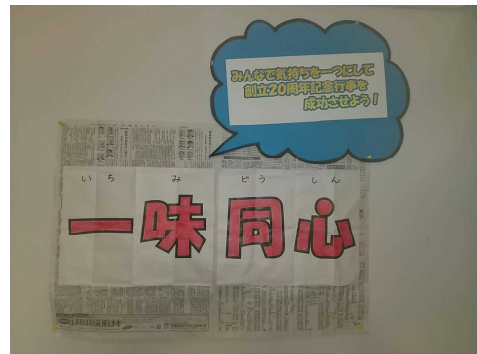 みんなで気持ちを一つにして
創立20周年記念行事を
成功させよう！
いちみどうしん
一味同心